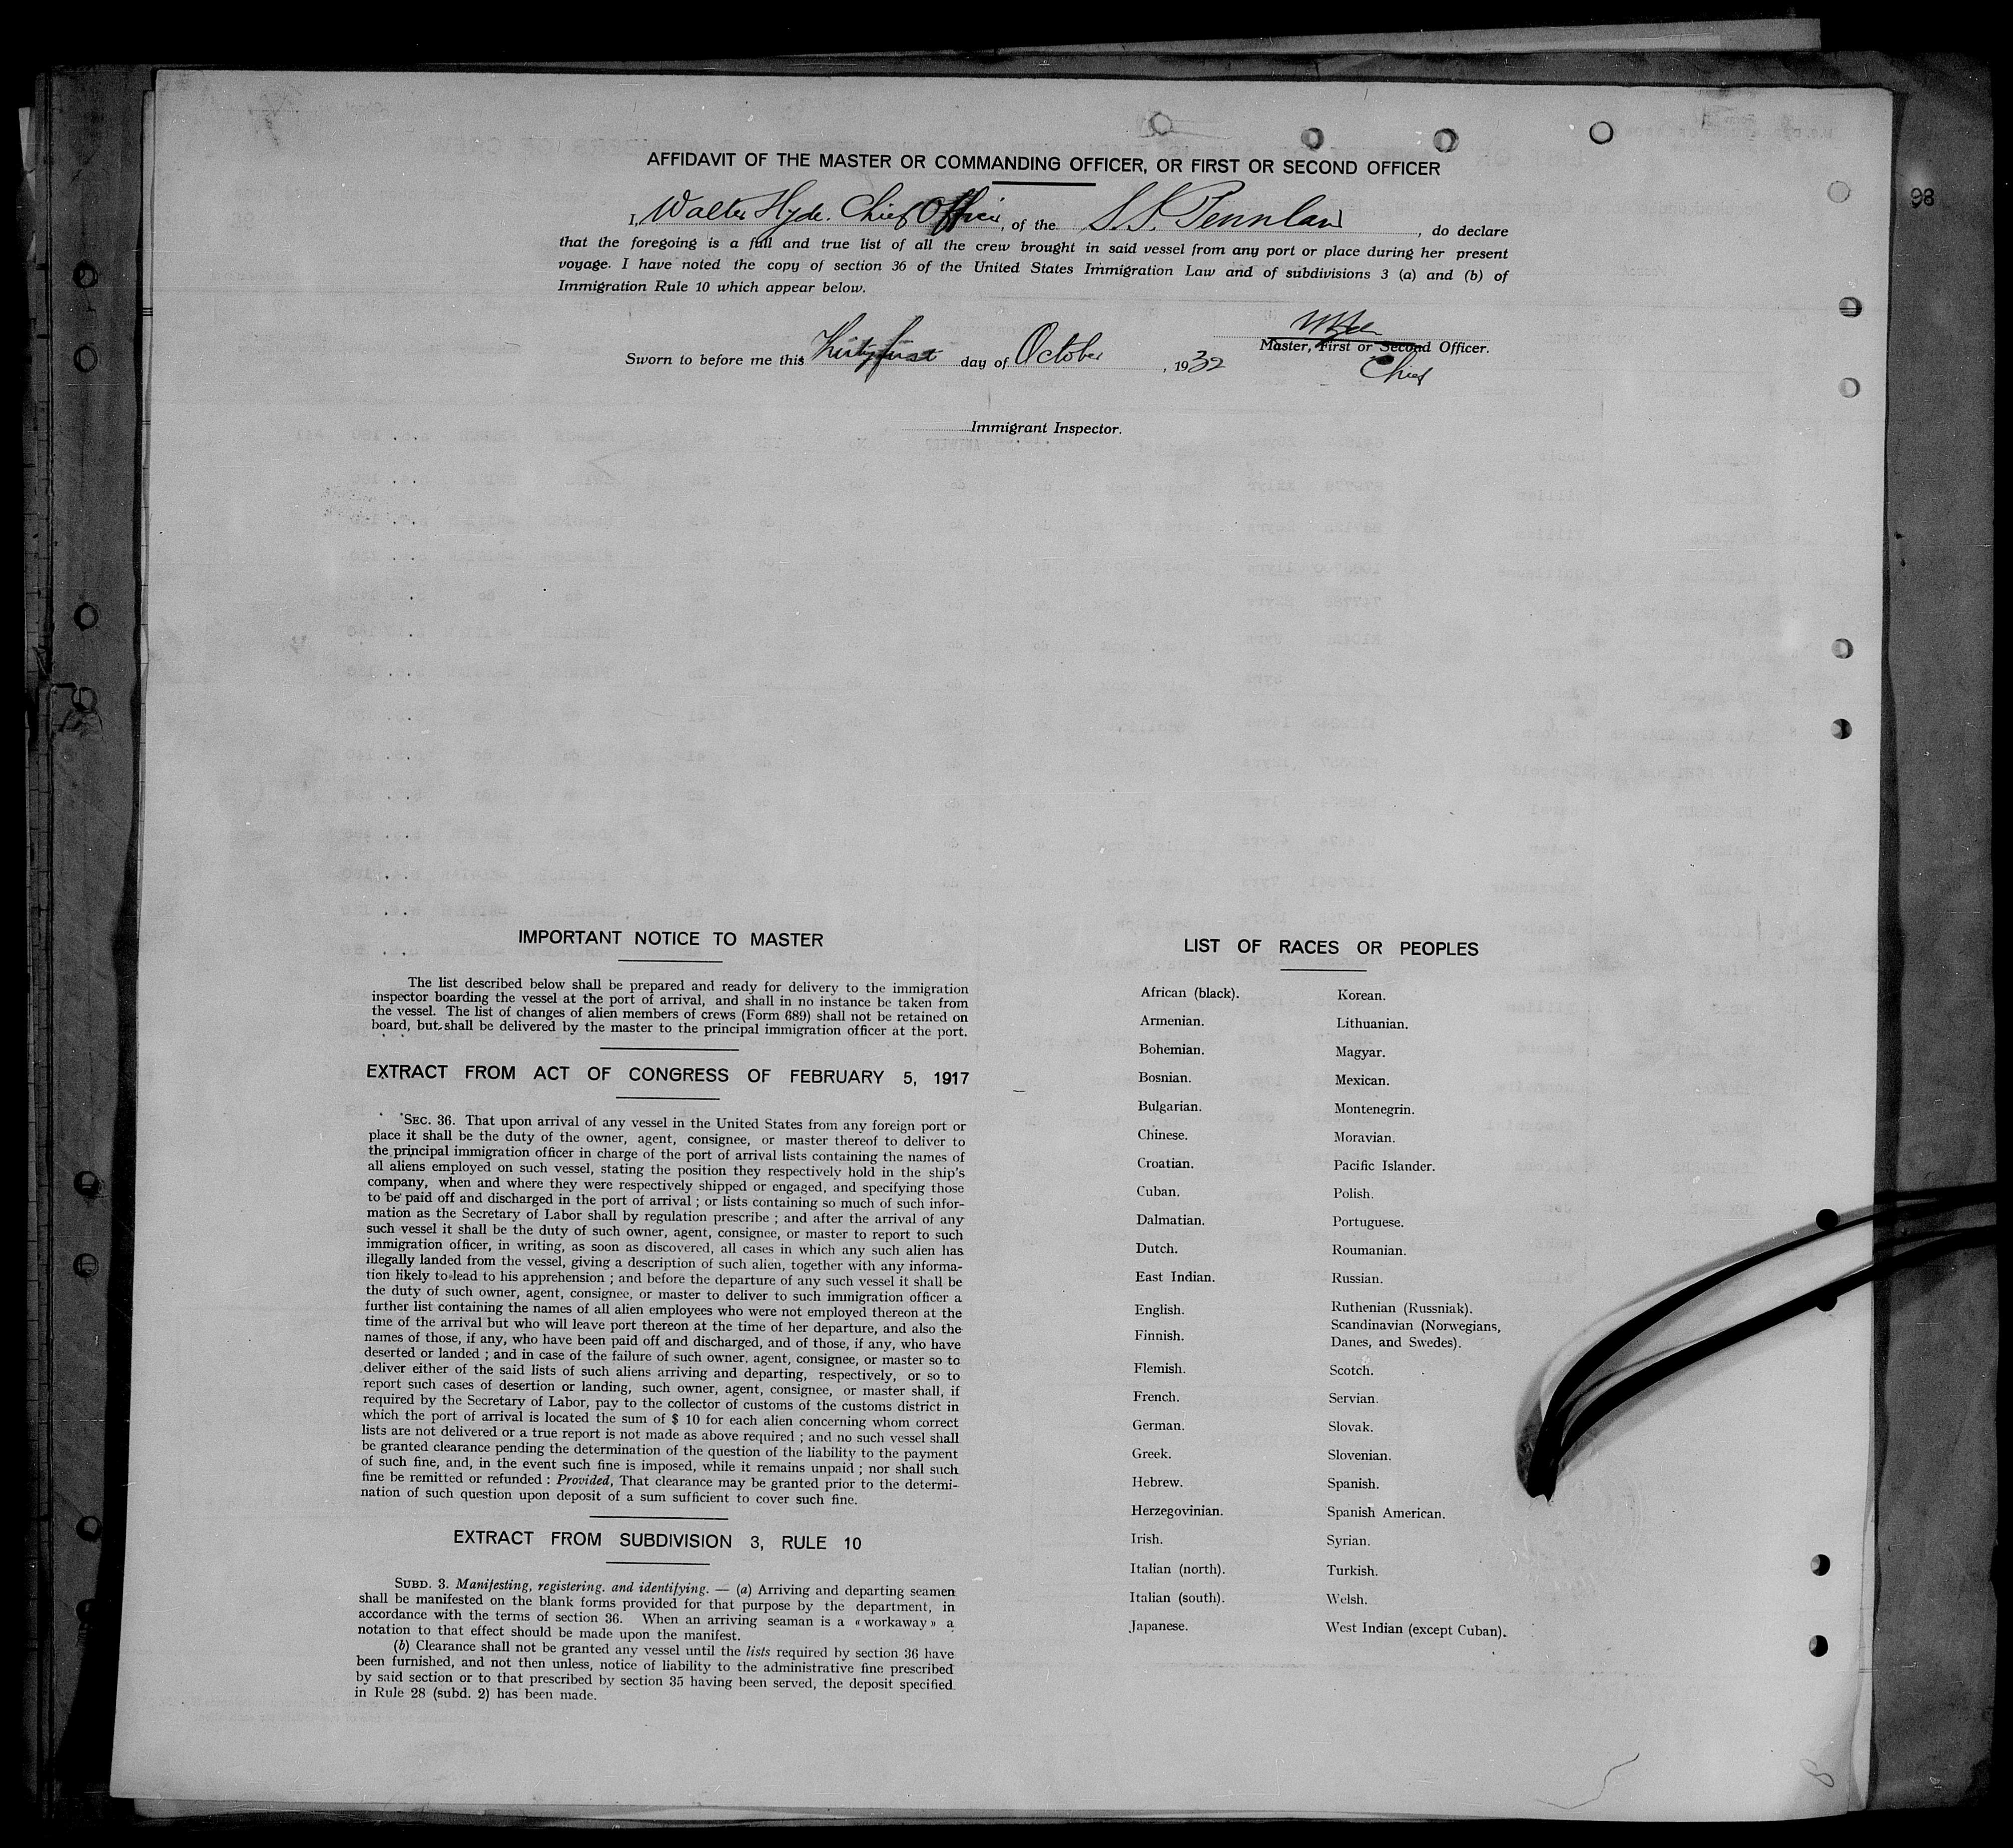 98
AFFIDAVIT OF THE MASTER OR COMMANDING OFFICER, OR FIRST OR SECOND OFFICER
I, Walter Hyde. Chief Officer, of the S.S. Pennland, do declare
that the foregoing is a full and true list of all the crew brought in said vessel from any port or place during her present
voyage. I have noted the copy of section 36 of the United States Immigration Law and of subdivisions 3 (a) and (b) of
Immigration Rule 10 which appear below.
Master, First or Second Officer.
Chief
Sworn to before me this Thirty first day of October, 1932
Immigrant Inspector.
IMPORTANT NOTICE TO MASTER
The list described below shall be prepared and ready for delivery to the immigration
inspector boarding the vessel at the port of arrival, and shall in no instance be taken from
the vessel. The list of changes of alien members of crews (Form 689) shall not be retained on
board, but shall be delivered by the master to the principal immigration officer at the port.
EXTRACT FROM ACT OF CONGRESS OF FEBRUARY 5, 1917
SEC. 36. That upon arrival of any vessel in the United States from any foreign port or
place it shall be the duty of the owner, agent, consignee, or master thereof to deliver to
the principal immigration officer in charge of the port of arrival lists containing the names of
all aliens employed on such vessel, stating the position they respectively hold in the ship's
company, when and where they were respectively shipped or engaged, and specifying those
to be paid off and discharged in the port of arrival ; or lists containing so much of such infor-
mation as the Secretary of Labor shall by regulation prescribe ; and after the arrival of any
such vessel it shall be the duty of such owner, agent, consignee, or master to report to such
immigration officer, in writing, as soon as discovered, all cases in which any such alien has
illegally landed from the vessel, giving a description of such alien, together with any informa-
tion likely to lead to his apprehension ; and before the departure of any such vessel it shall be
the duty of such owner, agent, consignee, or master to deliver to such immigration officer a
further list containing the names of all alien employees who were not employed thereon at the
time of the arrival but who will leave port thereon at the time of her departure, and also the
names of those, if any, who have been paid off and discharged, and of those, if any, who have
deserted or landed ; and in case of the failure of such owner, agent, consignee, or master so to
deliver either of the said lists of such aliens arriving and departing, respectively, or so to
report such cases of desertion or landing, such owner, agent, consignee, or master shall, if
required by the Secretary of Labor, pay to the collector of customs of the customs district in
which the port of arrival is located the sum of $ 10 for each alien concerning whom correct
lists are not delivered or a true report is not made as above required ; and no such vessel shall
be granted clearance pending the determination of the question of the liability to the payment
of such fine, and, in the event such fine is imposed, while it remains unpaid ; nor shall such
fine be remitted or refunded : Provided, That clearance may be granted prior to the determi-
nation of such question upon deposit of a sum sufficient to cover such fine.
EXTRACT FROM SUBDIVISION 3, RULE 10
SUBD. 3. Manifesting, registering. and identifying. — (a) Arriving and departing seamen
shall be manifested on the blank forms provided for that purpose by the department, in
accordance with the terms of section 36. When an arriving seaman is a « workaway » a
notation to that effect should be made upon the manifest.
(b) Clearance shall not be granted any vessel until the lists required by section 36 have
been furnished, and not then unless, notice of liability to the administrative fine prescribed
by said section or to that prescribed by section 35 having been served, the deposit specified
in Rule 28 (subd. 2) has been made.
LIST OF RACES OR PEOPLES
African (black).
Armenian.
Bohemian.
Bosnian.
Bulgarian.
Chinese.
Croatian.
Cuban.
Dalmatian.
Dutch.
East Indian.
English.
Finnish.
Flemish.
French.
German.
Greek.
Hebrew.
Herzegovinian.
Irish.
Italian (north).
Italian (south).
Japanese.
Korean.
Lithuanian.
Magyar.
Mexican.
Montenegrin.
Moravian.
Pacific Islander.
Polish.
Portuguese.
Roumanian.
Russian.
Ruthenian (Russniak).
Scandinavian (Norwegians,
Danes, and Swedes).
Scotch.
Servian.
Slovak.
Slovenian.
Spanish.
Spanish American.
Syrian.
Turkish.
Welsh.
West Indian (except Cuban).
8